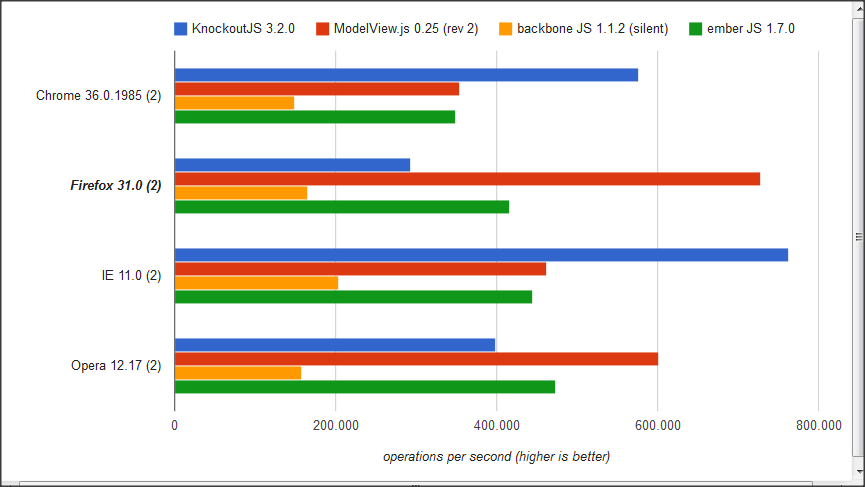 KnockoutJS 3.2.0 ModelView.js 0.25 (rev 2) backbone JS 1.1.2 (silent) ember JS 1.7.0
Chrome 36.0.1985 (2)
Firefox 31.0 (2)
IE 11.0 (2)
Opera 12.17 (2)
0 200.000 400.000 600.000 800.000
operations per second (higher is better)